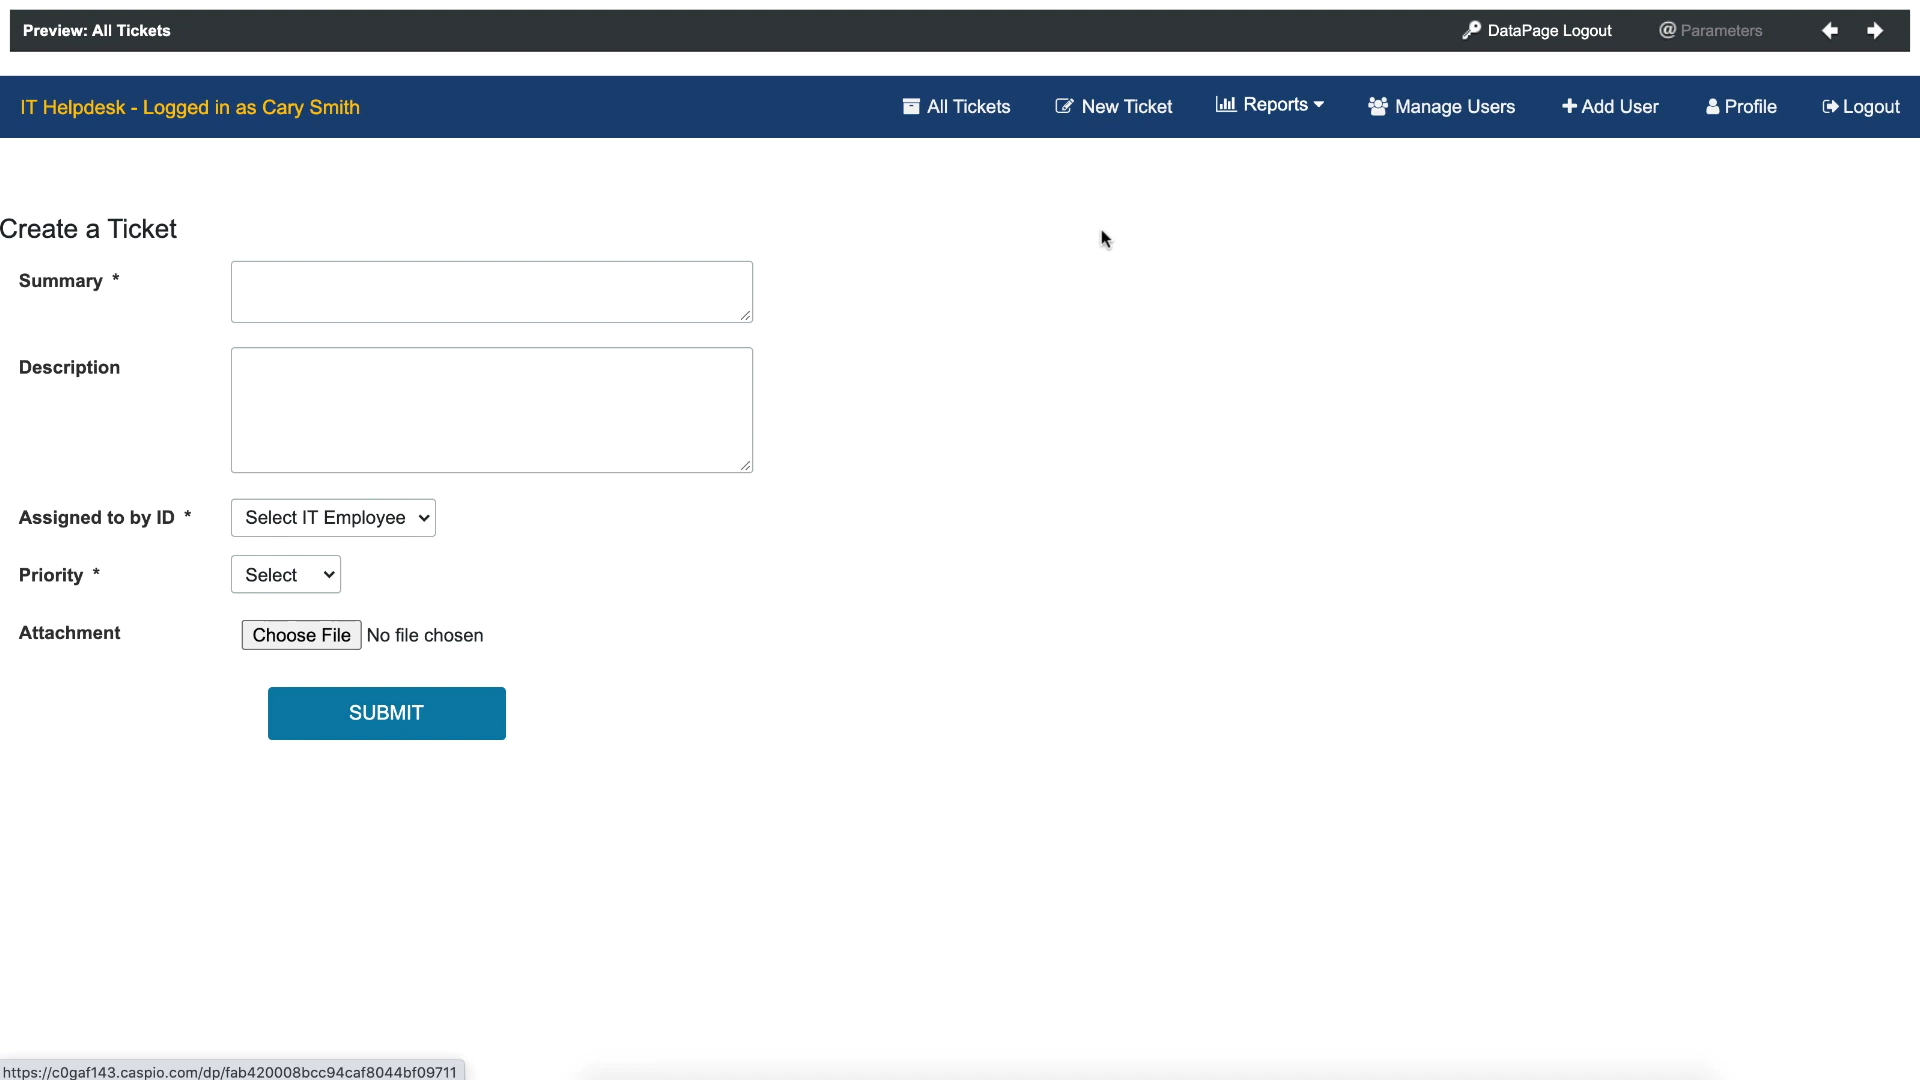 Preview: All Tickets
DataPage Logout
@ Parameters
IT Helpdesk - Logged in as Cary Smith
All Tickets
New Ticket
Reports
Manage Users
Add User
Profile
Logout
Create a Ticket
Summary *
Description
Assigned to by ID *
Select IT Employee
Priority *
Select
Attachment
Choose File No file chosen
SUBMIT
https://c0gaf143.caspio.com/dp/fab420008bcc94caf8044bf09711